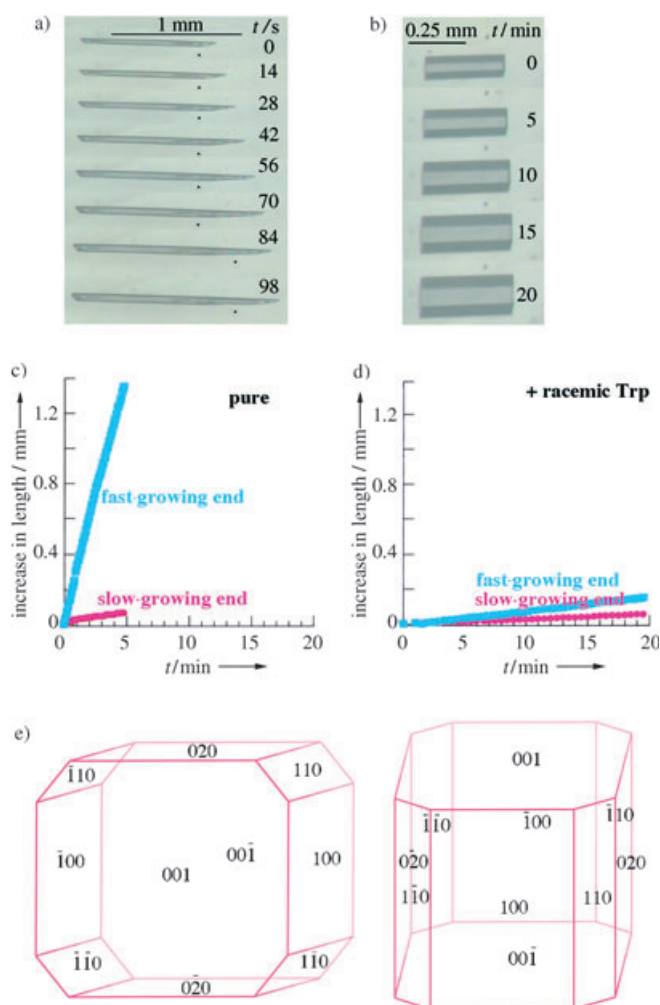 a)
1 mm
t/s
0
14
28
42
56
70
84
98
b)
0.25 mm
t/min
0
5
10
15
20
c)
increase in length / mm
1.2
0.8
0.4
0
pure
fast-growing end
slow-growing end
0 5 10 15 20
t/min
d)
increase in length / mm
1.2
0.8
0.4
0
+ racemic Trp
fast-growing end
slow-growing end
0 5 10 15 20
t/min
e)
020
1̄10
110
1̄00
001
001̄
100
1̄1̄0
11̄0
02̄0
001
1̄1̄0
1̄00
1̄10
02̄0
020
11̄0
100
110
001̄